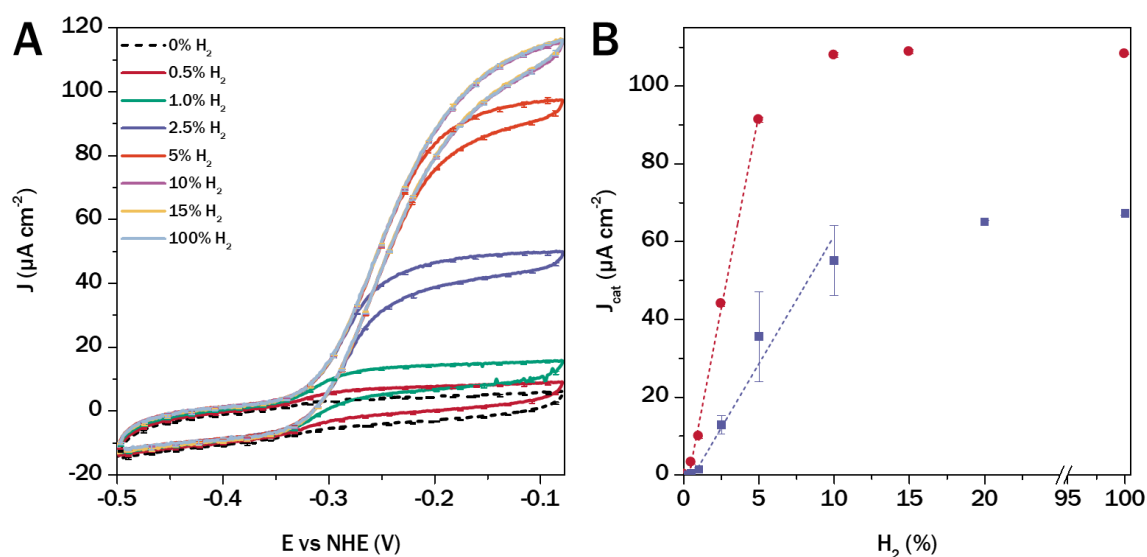 A
120
100
80
60
40
20
0
-20
J (µA cm⁻²)
0% H₂
0.5% H₂
1.0% H₂
2.5% H₂
5% H₂
10% H₂
15% H₂
100% H₂
-0.5
-0.4
-0.3
-0.2
-0.1
E vs NHE (V)
B
100
80
60
40
20
0
J_cat (µA cm⁻²)
0
5
10
15
20
95
100
H₂ (%)